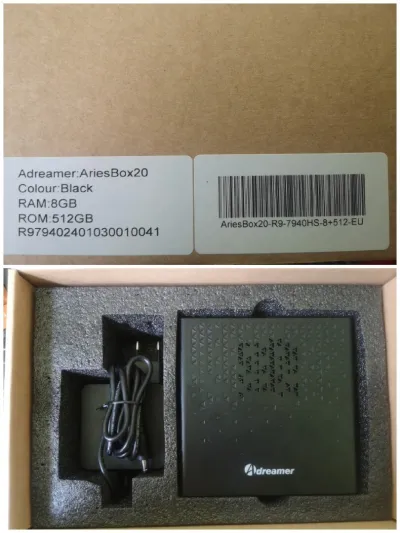 Adreamer:AriesBox20
Colour:Black
RAM:8GB
ROM:512GB
R979402401030010041
AriesBox20-R9-7940HS-8+512-EU
Adreamer